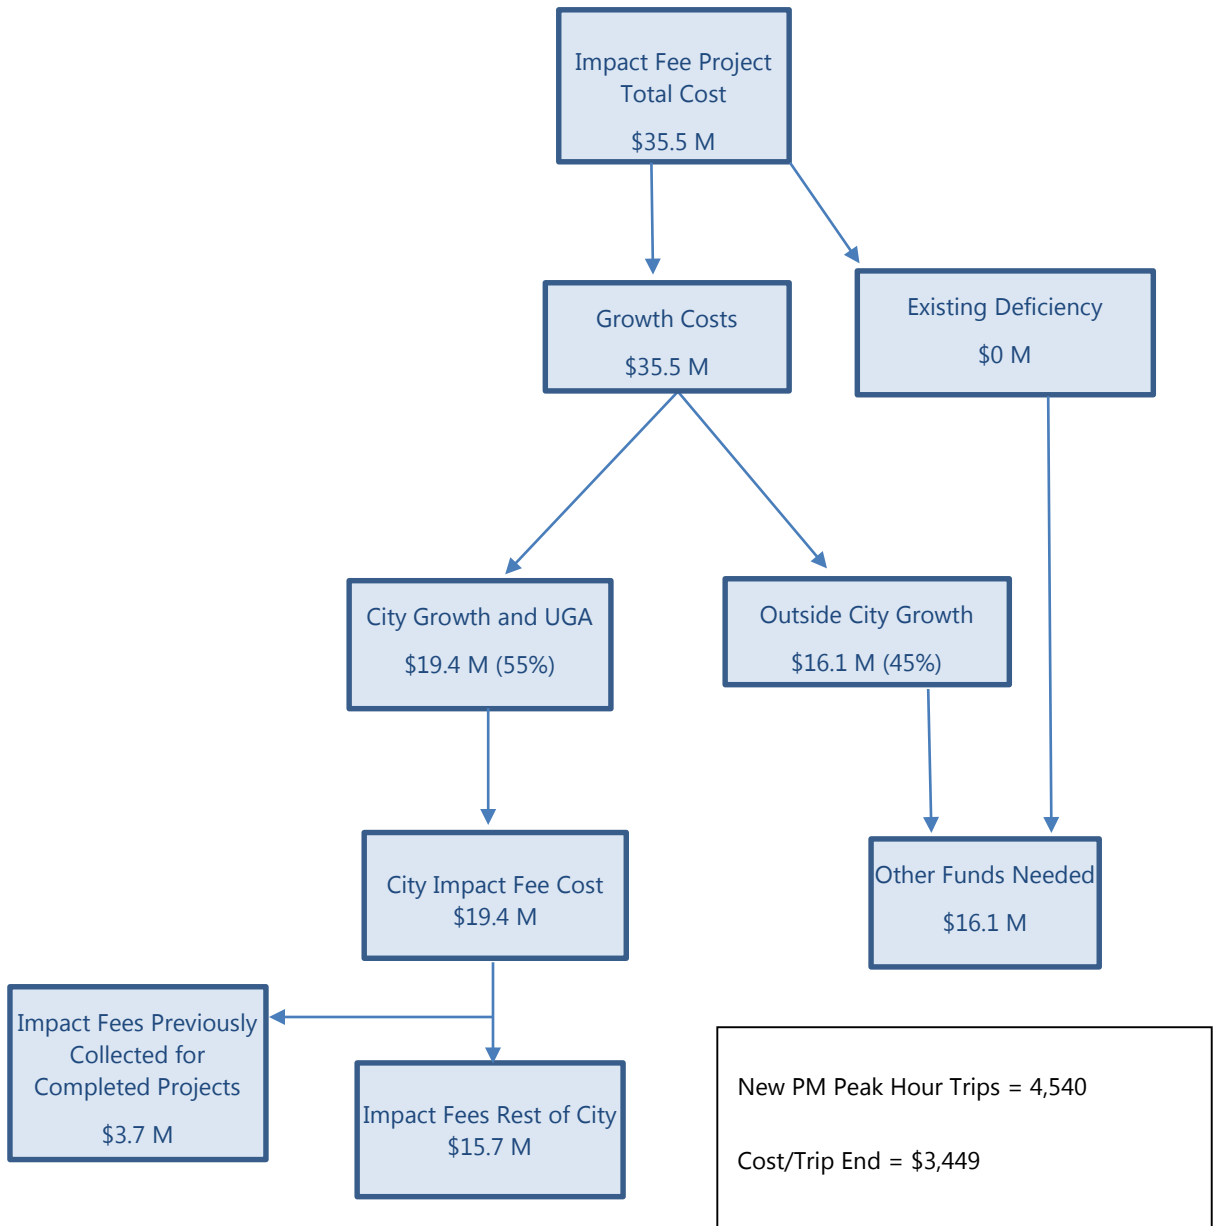 Impact Fee Project
Total Cost
$35.5 M
Growth Costs
$35.5 M
Existing Deficiency
$0 M
City Growth and UGA
$19.4 M (55%)
Outside City Growth
$16.1 M (45%)
City Impact Fee Cost
$19.4 M
Other Funds Needed
$16.1 M
Impact Fees Previously
Collected for
Completed Projects
$3.7 M
Impact Fees Rest of City
$15.7 M
New PM Peak Hour Trips = 4,540
Cost/Trip End = $3,449